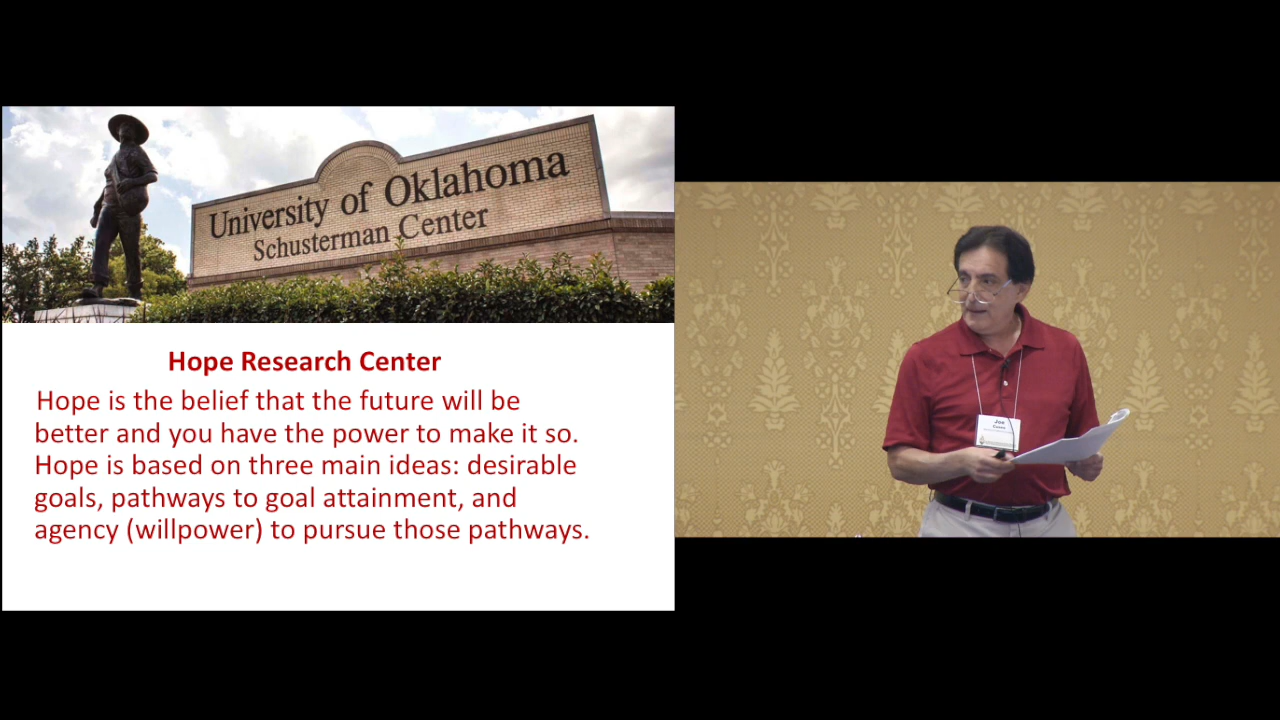 University of Oklahoma
Schusterman Center
Hope Research Center
Hope is the belief that the future will be
better and you have the power to make it so.
Hope is based on three main ideas: desirable
goals, pathways to goal attainment, and
agency (willpower) to pursue those pathways.
Joe